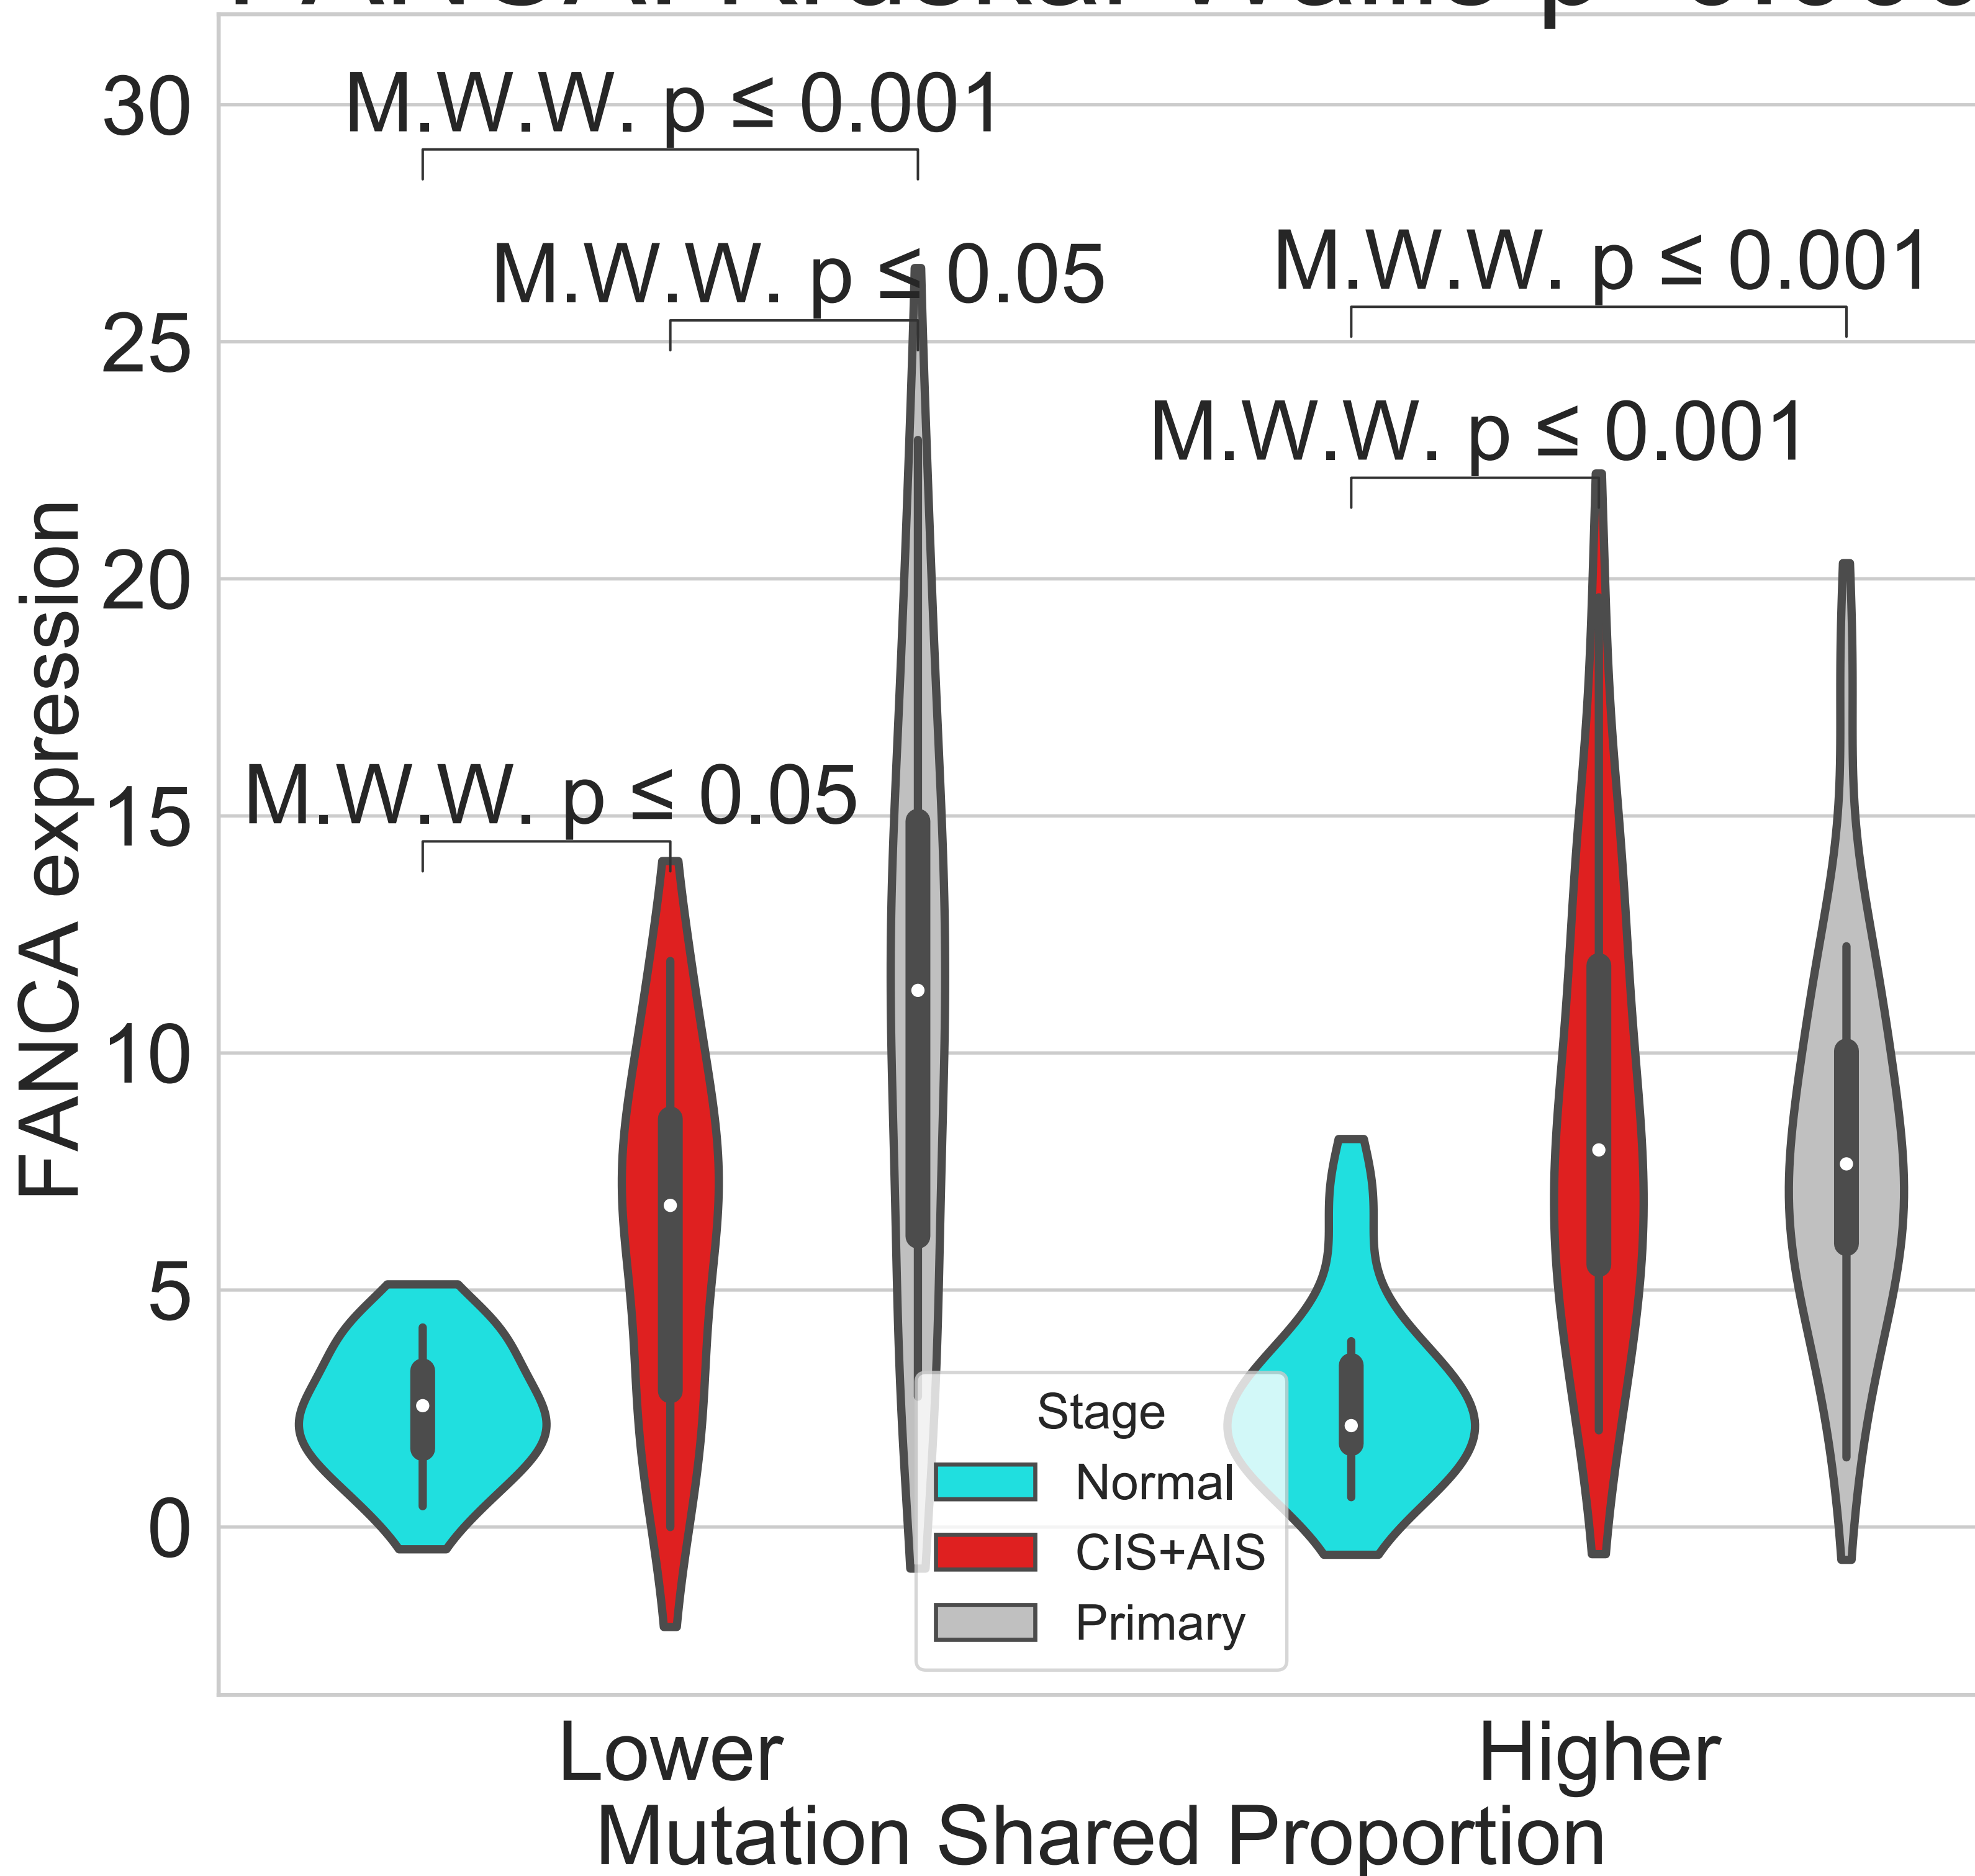 30
M.W.W. p ≤ 0.001
M.W.W. p ≤ 0.05
M.W.W. p ≤ 0.001
25
M.W.W. p ≤ 0.001
20
M.W.W. p ≤ 0.05
15
10
5
0
FANCA expression
Stage
Normal
CIS+AIS
Primary
Lower
Higher
Mutation Shared Proportion